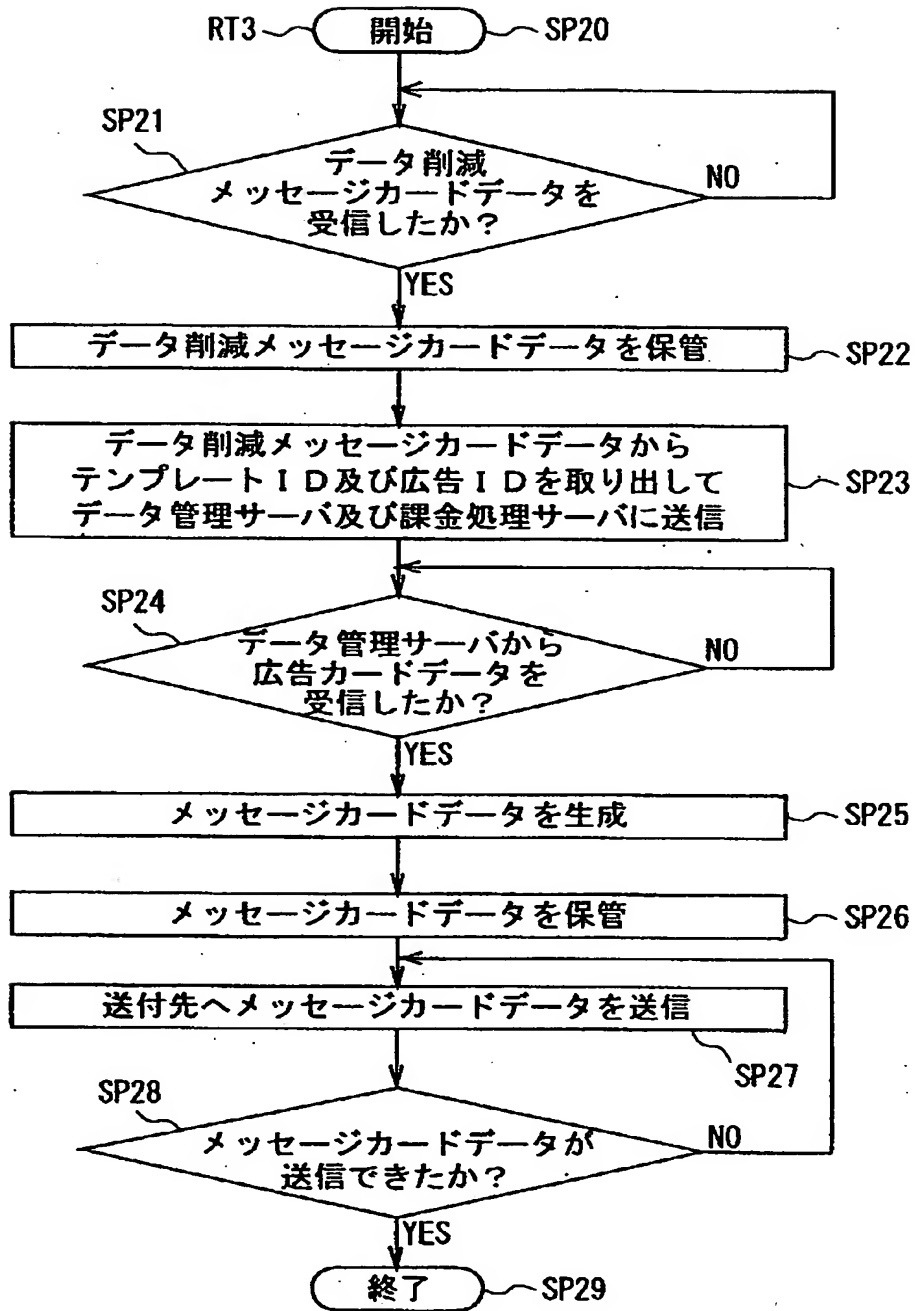 RT3
開始
SP20
SP21
データ削減
メッセージカードデータを
受信したか？
NO
YES
データ削減メッセージカードデータを保管
SP22
データ削減メッセージカードデータから
テンプレートＩＤ及び広告ＩＤを取り出して
データ管理サーバ及び課金処理サーバに送信
SP23
SP24
データ管理サーバから
広告カードデータを
受信したか？
NO
YES
メッセージカードデータを生成
SP25
メッセージカードデータを保管
SP26
送付先へメッセージカードデータを送信
SP27
SP28
メッセージカードデータが
送信できたか？
NO
YES
終了
SP29